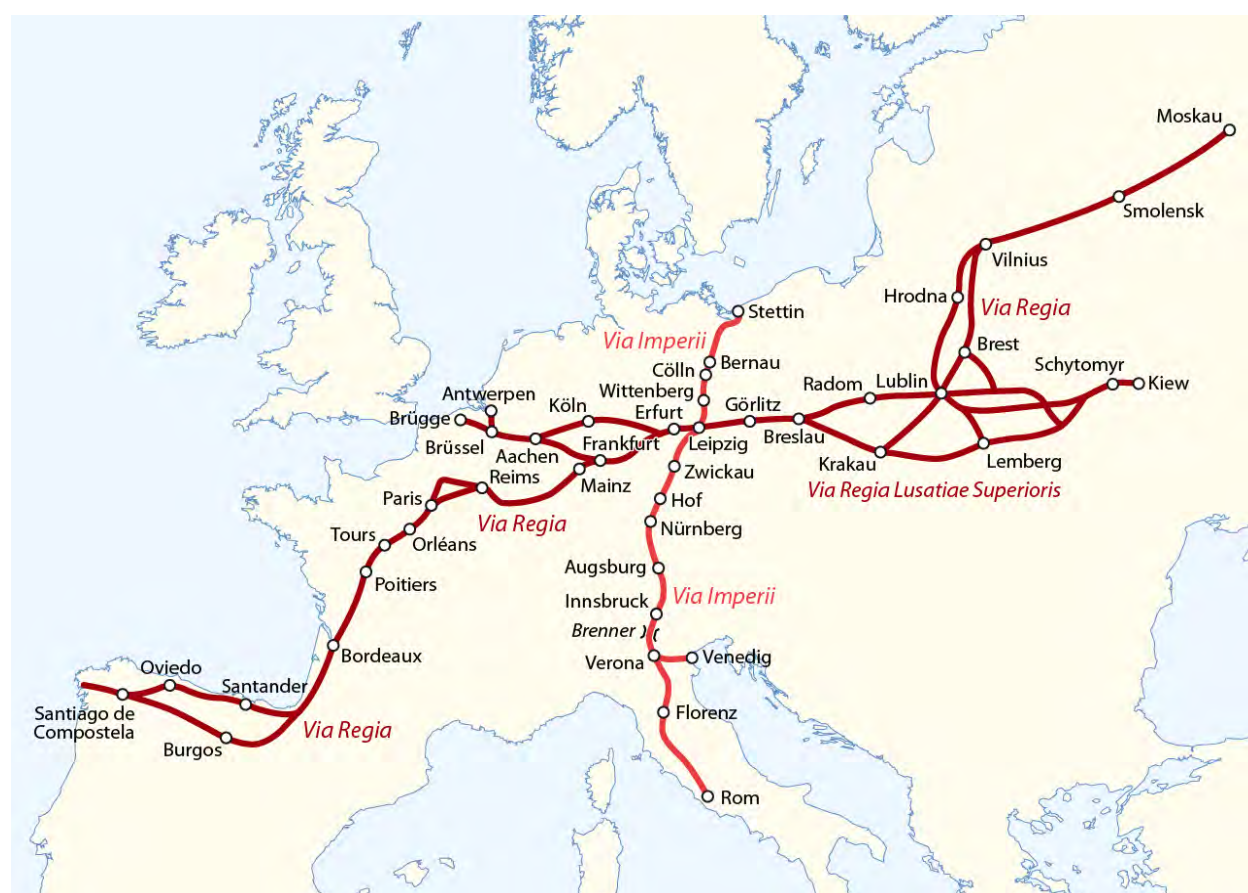 Moskau
Smolensk
Vilnius
Hrodna
Via Regia
Stettin
Via Imperii
Brest
Bernau
Schytomyr
Cölln
Kiew
Radom
Lublin
Wittenberg
Antwerpen
Köln
Erfurt
Görlitz
Brügge
Brüssel
Frankfurt
Leipzig
Breslau
Aachen
Krakau
Lemberg
Reims
Zwickau
Mainz
Via Regia Lusatiae Superioris
Paris
Hof
Via Regia
Nürnberg
Tours
Orléans
Augsburg
Poitiers
Innsbruck
Via Imperii
Brenner
Bordeaux
Verona
Venedig
Oviedo
Santander
Santiago de
Compostela
Florenz
Via Regia
Burgos
Rom